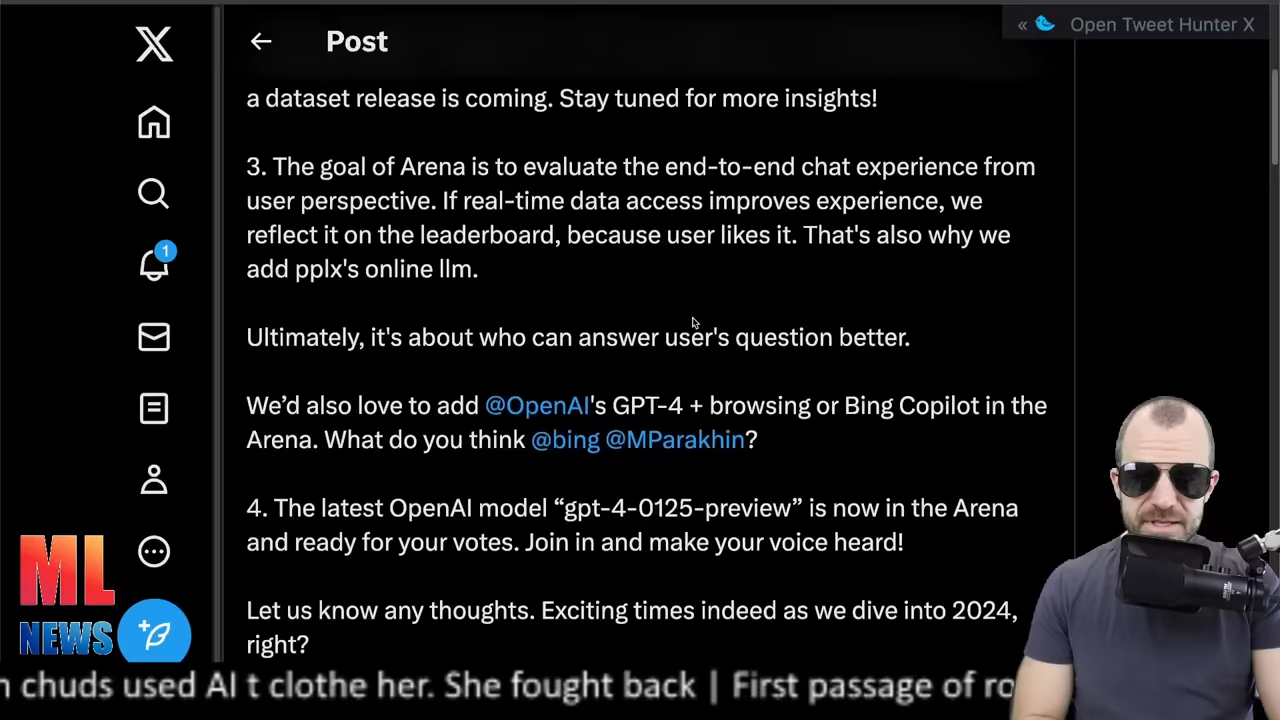 « Open Tweet Hunter X
Post
a dataset release is coming. Stay tuned for more insights!
3. The goal of Arena is to evaluate the end-to-end chat experience from
user perspective. If real-time data access improves experience, we
reflect it on the leaderboard, because user likes it. That's also why we
add pplx's online llm.
Ultimately, it's about who can answer user's question better.
We’d also love to add @OpenAI's GPT-4 + browsing or Bing Copilot in the
Arena. What do you think @bing @MParakhin?
4. The latest OpenAI model “gpt-4-0125-preview” is now in the Arena
and ready for your votes. Join in and make your voice heard!
Let us know any thoughts. Exciting times indeed as we dive into 2024,
right?
1
ML
NEWS
n chuds used AI t clothe her. She fought back | First passage of ro